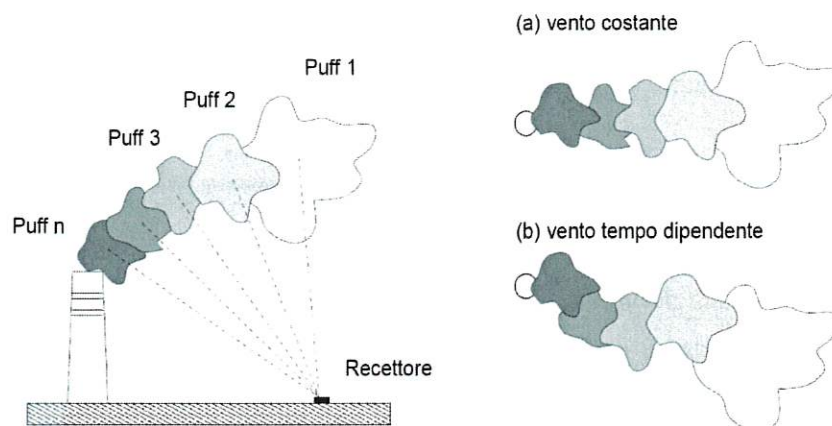 Puff 1
Puff 2
Puff 3
Puff n
Recettore
(a) vento costante
(b) vento tempo dipendente